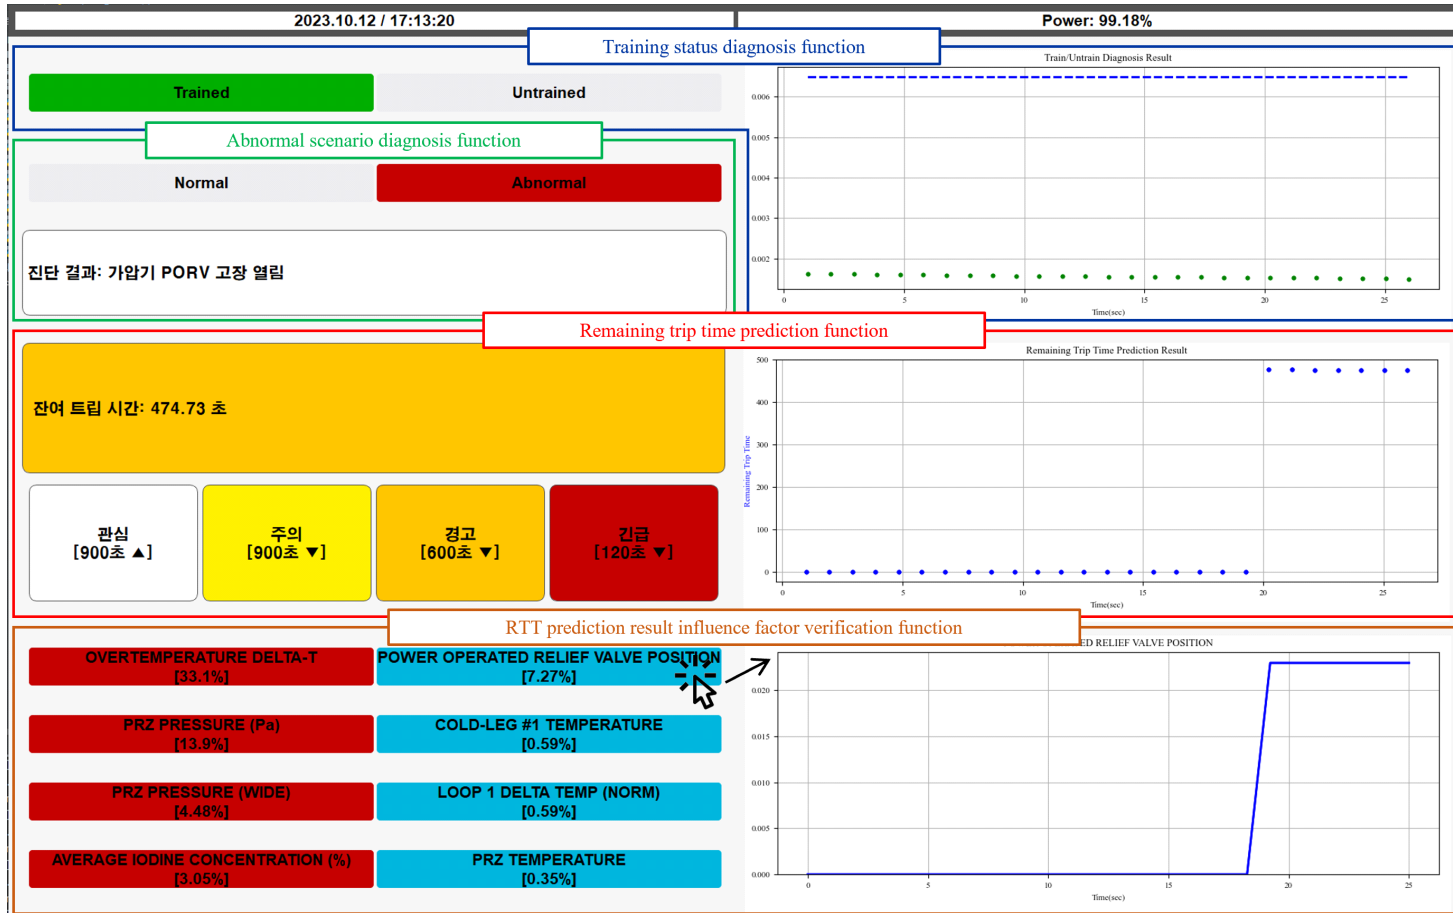 2023.10.12 / 17:13:20
Power: 99.18%
Training status diagnosis function
Trained
Untrained
Train/Untrain Diagnosis Result
0.006
0.005
0.004
0.003
0.002
0
5
10
15
20
25
Time(sec)
Abnormal scenario diagnosis function
Normal
Abnormal
진단 결과: 가압기 PORV 고장 열림
Remaining trip time prediction function
잔여 트립 시간: 474.73 초
관심
[900초 ▲]
주의
[900초 ▼]
경고
[600초 ▼]
긴급
[120초 ▼]
Remaining Trip Time Prediction Result
Remaining Trip Time
500
400
300
200
100
0
0
5
10
15
20
25
Time(sec)
RTT prediction result influence factor verification function
OVERTEMPERATURE DELTA-T
[33.1%]
POWER OPERATED RELIEF VALVE POSITION
[7.27%]
PRZ PRESSURE (Pa)
[13.9%]
COLD-LEG #1 TEMPERATURE
[0.59%]
PRZ PRESSURE (WIDE)
[4.48%]
LOOP 1 DELTA TEMP (NORM)
[0.59%]
AVERAGE IODINE CONCENTRATION (%)
[3.05%]
PRZ TEMPERATURE
[0.35%]
ED RELIEF VALVE POSITION
0.020
0.015
0.010
0.005
0.000
0
5
10
15
20
25
Time(sec)